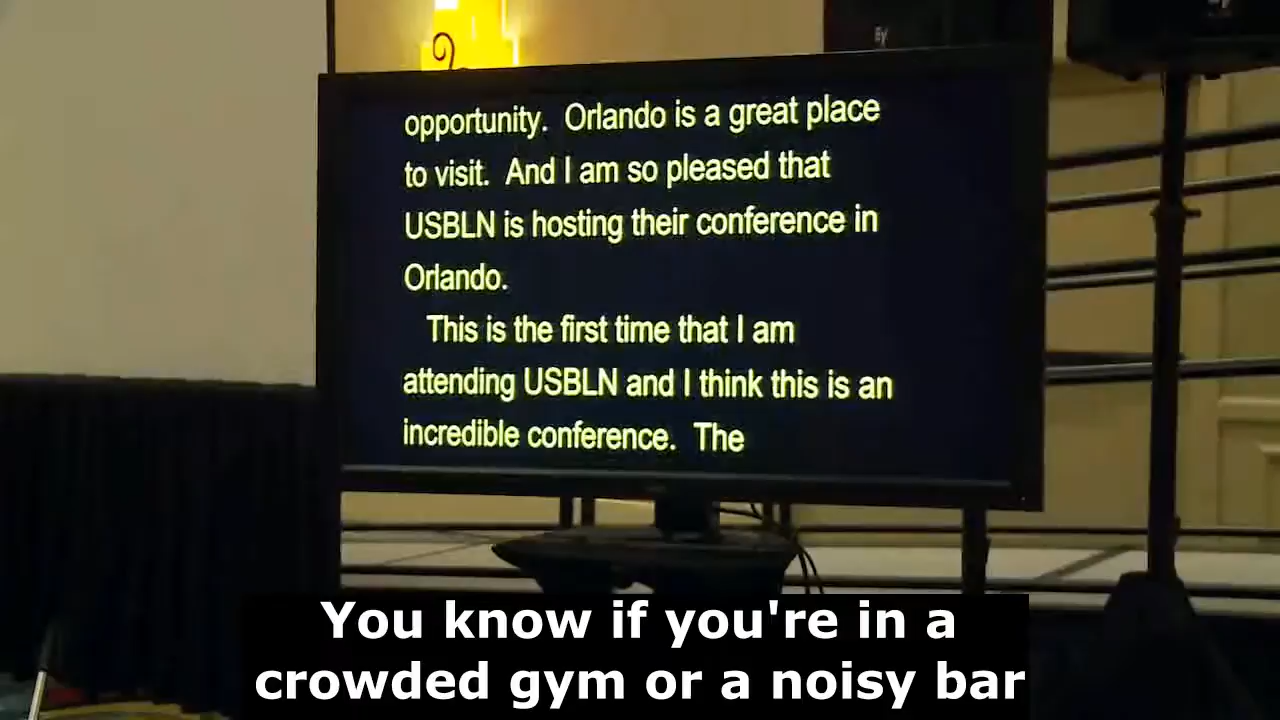 opportunity. Orlando is a great place
to visit. And I am so pleased that
USBLN is hosting their conference in
Orlando.
This is the first time that I am
attending USBLN and I think this is an
incredible conference. The
You know if you're in a
crowded gym or a noisy bar